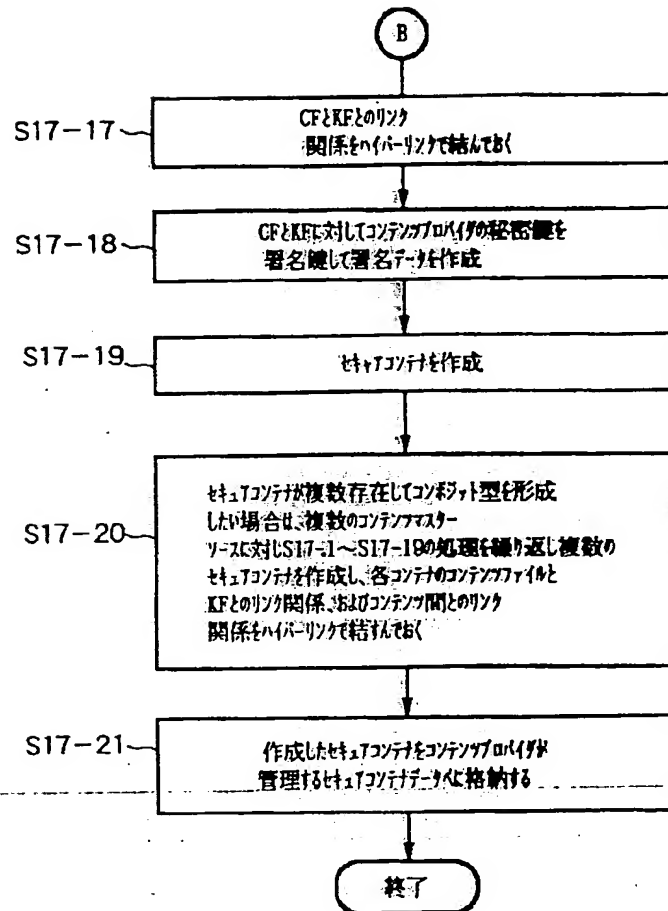 B
S17-17
CFとKFとのリンク
関係をハイパーリンクで結んでおく
S17-18
CFとKFに対してコンテンツプロバイダの秘密鍵を
署名鍵して署名データを作成
S17-19
セキャアコンテナを作成
S17-20
セキュアコンテナが複数存在してコンポジット型を形成
したい場合は、複数のコンテンツマスター
ソースに対しS17-1～S17-19の処理を繰り返し複数の
セキュアコンテナを作成し、各コンテナのコンテンツファイルと
KFとのリンク関係、およびコンテンツ間とのリンク
関係をハイパーリンクで結すんでおく
S17-21
作成したセキュアコンテナをコンテンツプロバイダが
管理するセキュアコンテナデータベに格納する
終了